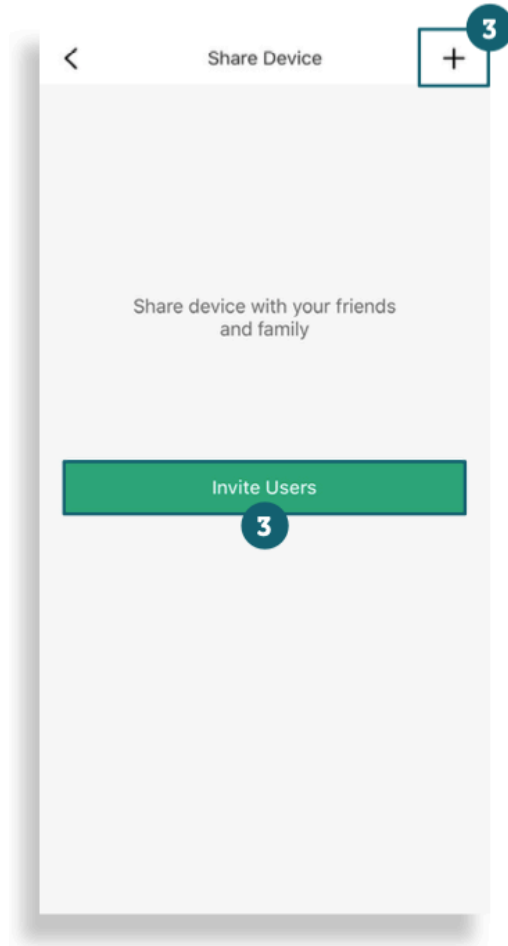 3
Share Device
+
Share device with your friends
and family
Invite Users
3